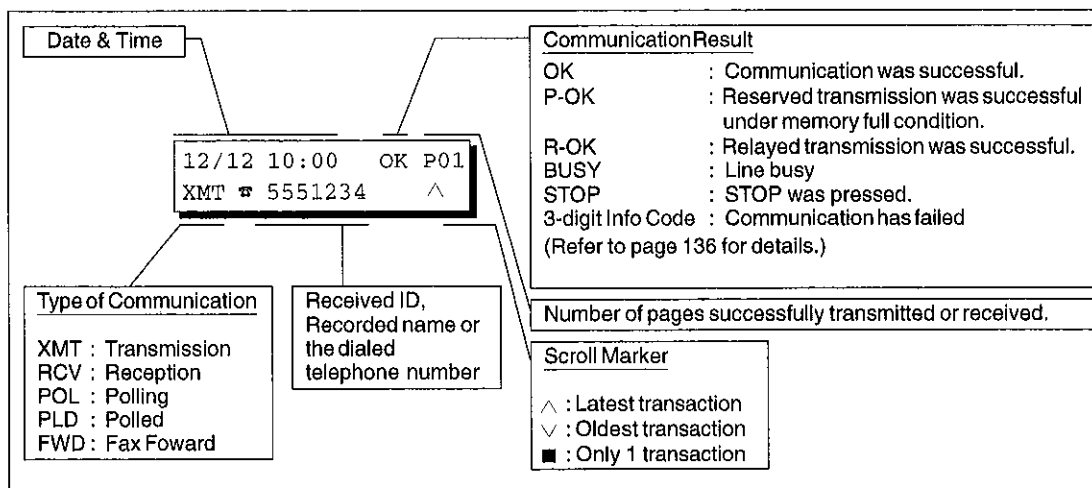 Date & Time
12/12 10:00 OK P01
XMT ☎ 5551234 ∧
Communication Result
OK : Communication was successful.
P-OK : Reserved transmission was successful
under memory full condition.
R-OK : Relayed transmission was successful.
BUSY : Line busy
STOP : STOP was pressed.
3-digit Info Code : Communication has failed
(Refer to page 136 for details.)
Type of Communication
XMT : Transmission
RCV : Reception
POL : Polling
PLD : Polled
FWD : Fax Foward
Received ID,
Recorded name or
the dialed
telephone number
Number of pages successfully transmitted or received.
Scroll Marker
∧ : Latest transaction
∨ : Oldest transaction
■ : Only 1 transaction